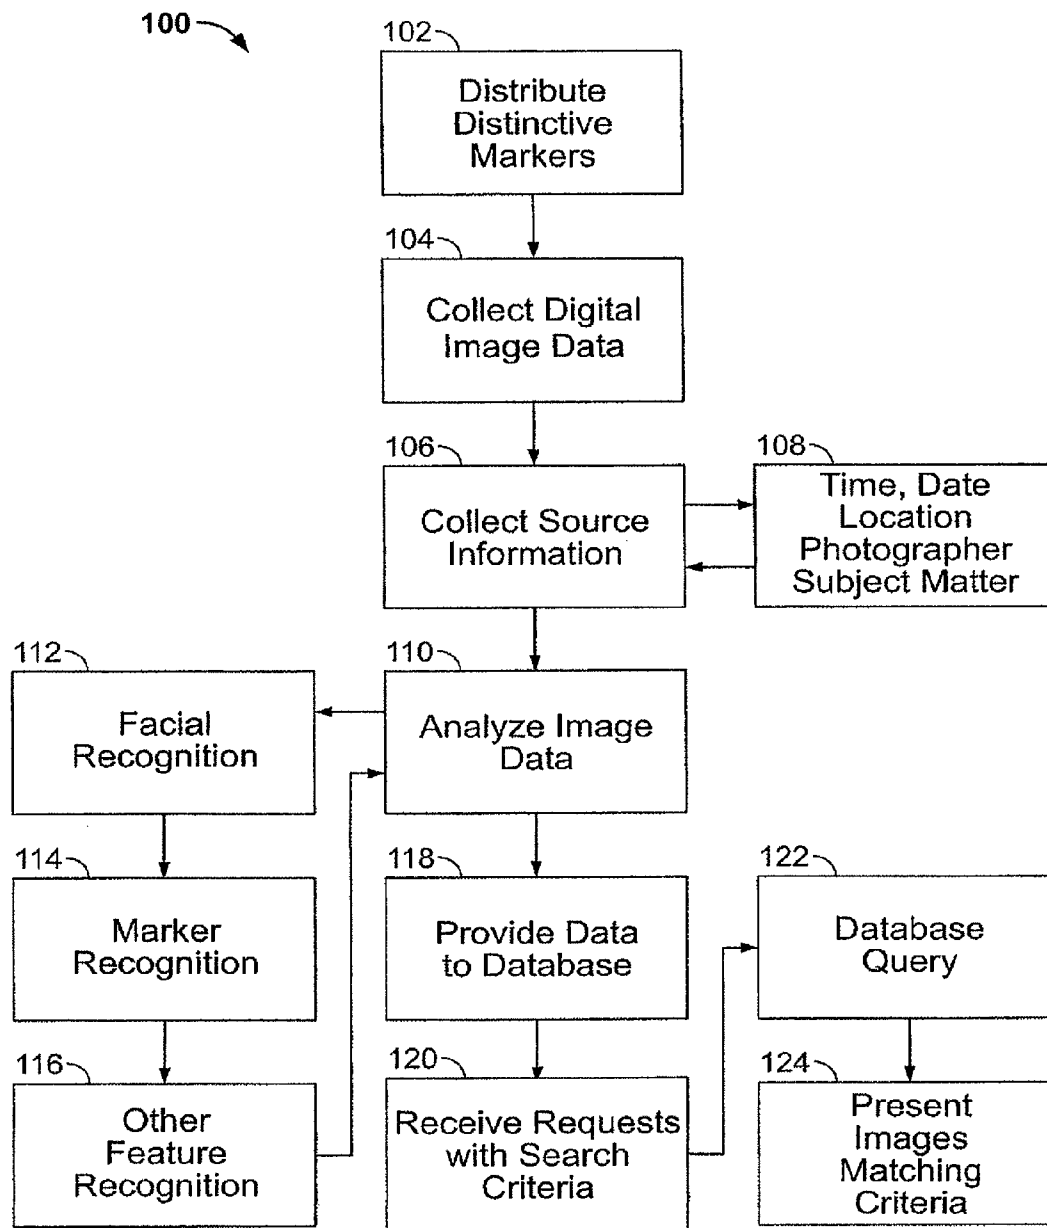 100
102
Distribute
Distinctive
Markers
104
Collect Digital
Image Data
106
Collect Source
Information
108
Time, Date
Location
Photographer
Subject Matter
110
Analyze Image
Data
112
Facial
Recognition
114
Marker
Recognition
116
Other
Feature
Recognition
118
Provide Data
to Database
120
Receive Requests
with Search
Criteria
122
Database
Query
124
Present
Images
Matching
Criteria